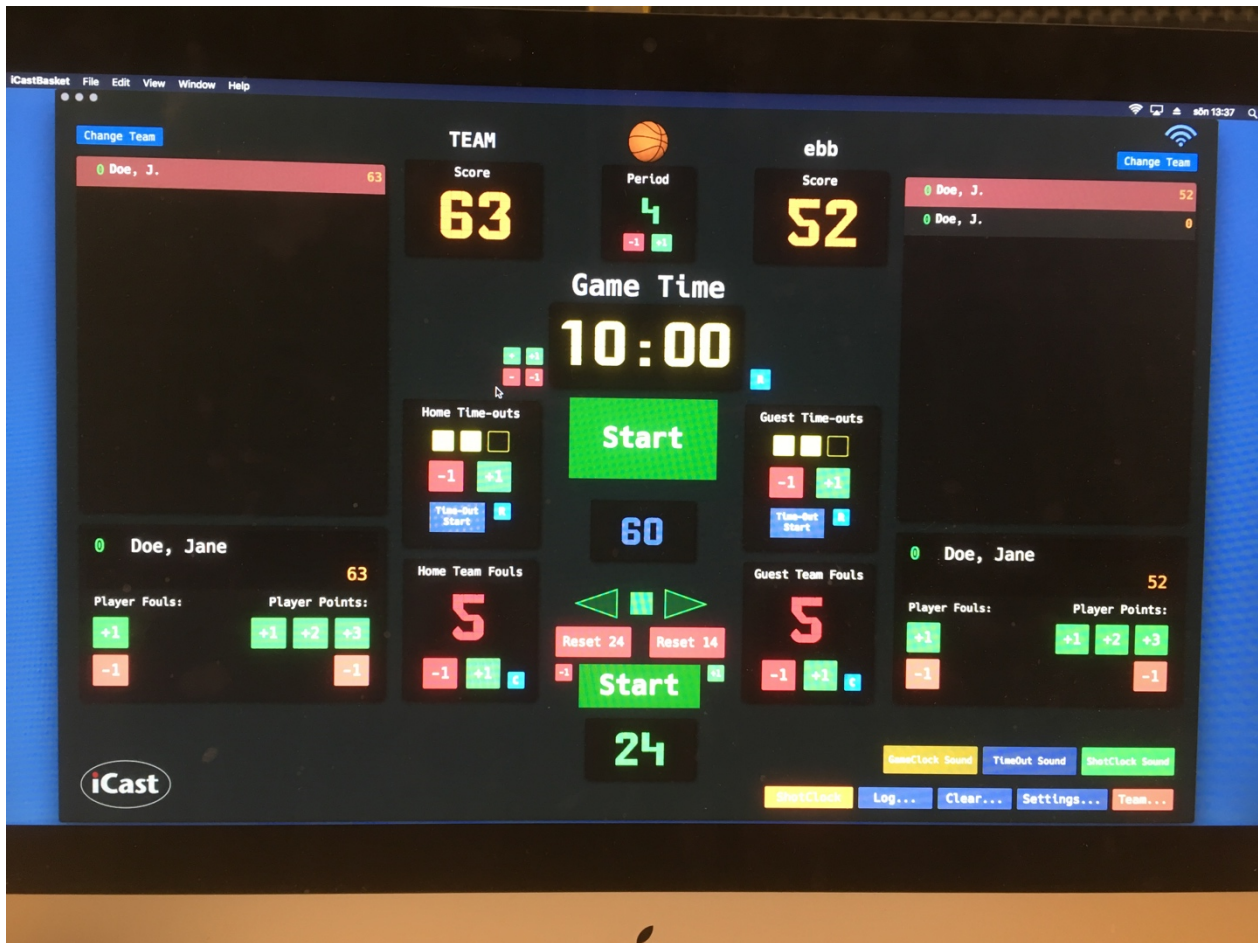 iCastBasket File Edit View Window Help
sön 13:37
Change Team
TEAM
ebb
Change Team
0 Doe, J. 63
Score
63
Period
4
-1 +1
Score
52
0 Doe, J. 52
0 Doe, J. 0
Game Time
10:00
+ +1
- -1
R
Home Time-outs
-1 +1
Time-Out
Start
R
Start
Guest Time-outs
-1 +1
Time-Out
Start
R
60
0 Doe, Jane
63
Player Fouls: Player Points:
+1 +1 +2 +3
-1 -1
Home Team Fouls
5
-1 +1 C
Reset 24 Reset 14
-1 Start +1
24
Guest Team Fouls
5
-1 +1 C
0 Doe, Jane
52
Player Fouls: Player Points:
+1 +1 +2 +3
-1 -1
iCast
GameClock Sound TimeOut Sound ShotClock Sound
ShotClock Log... Clear... Settings... Team...